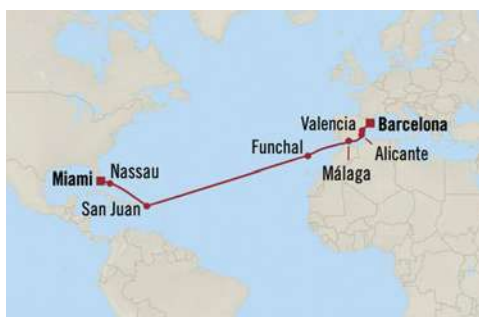 Valencia
Barcelona
Funchal
Alicante
Málaga
Miami
Nassau
San Juan